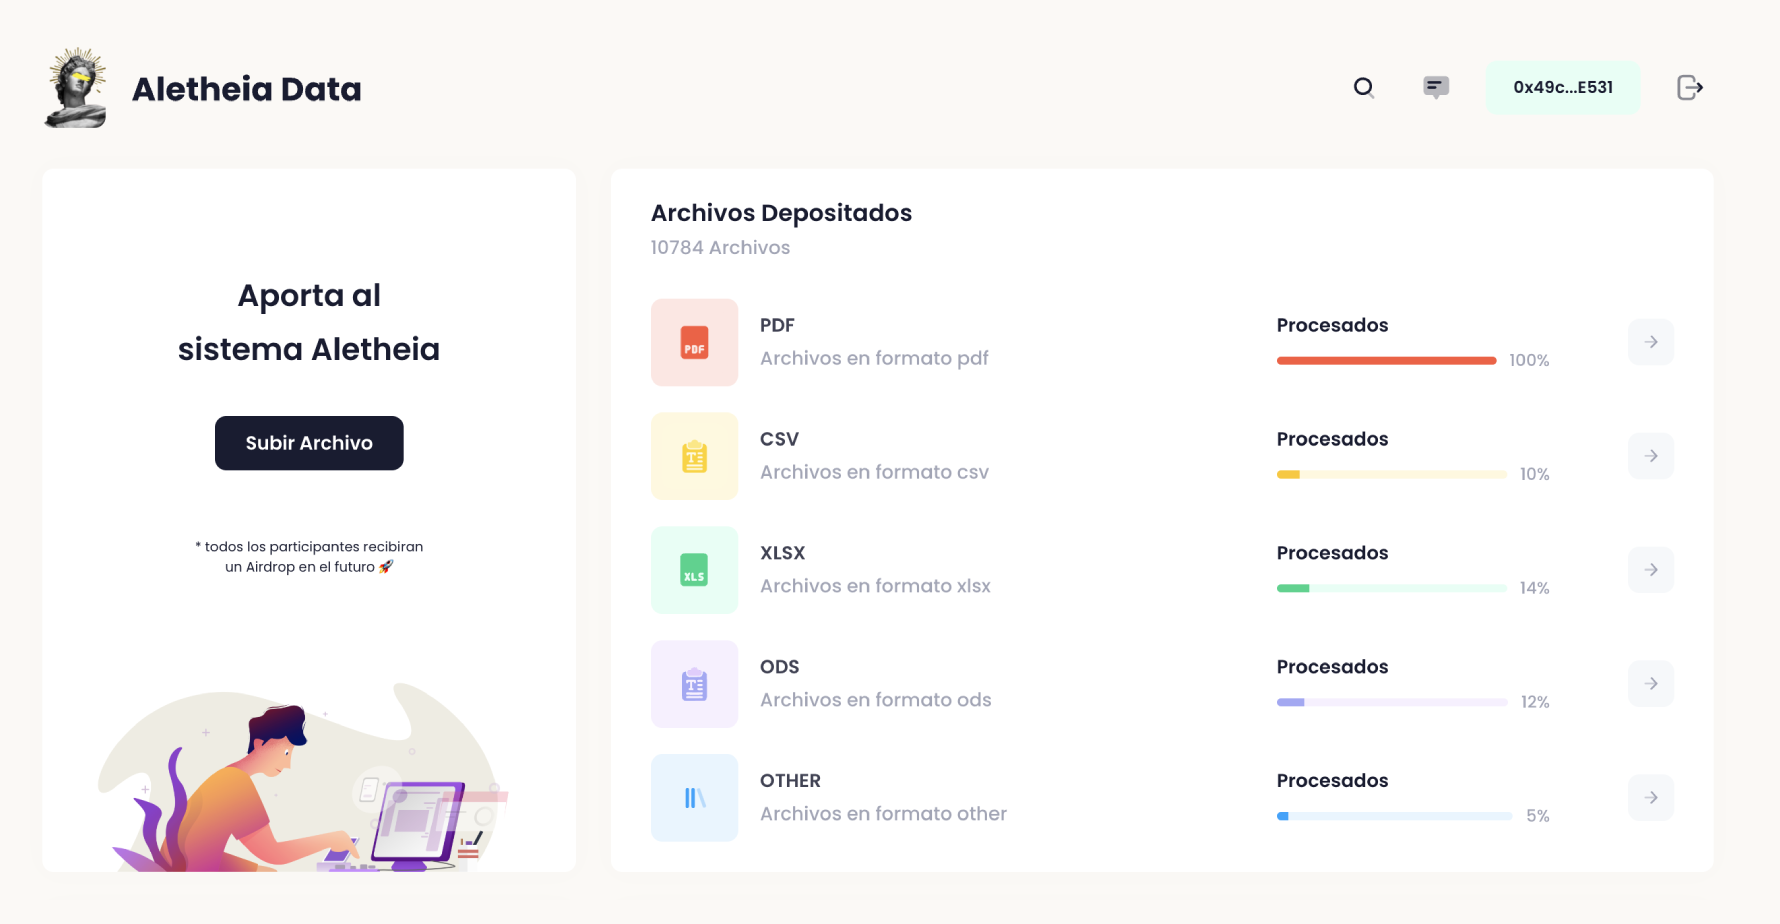 Aletheia Data
0x49c...E531
Aporta al
sistema Aletheia
Subir Archivo
* todos los participantes recibiran
un Airdrop en el futuro 🚀
Archivos Depositados
10784 Archivos
PDF
PDF
Archivos en formato pdf
Procesados
100%
T
CSV
Archivos en formato csv
Procesados
10%
XLS
XLSX
Archivos en formato xlsx
Procesados
14%
T
ODS
Archivos en formato ods
Procesados
12%
OTHER
Archivos en formato other
Procesados
5%